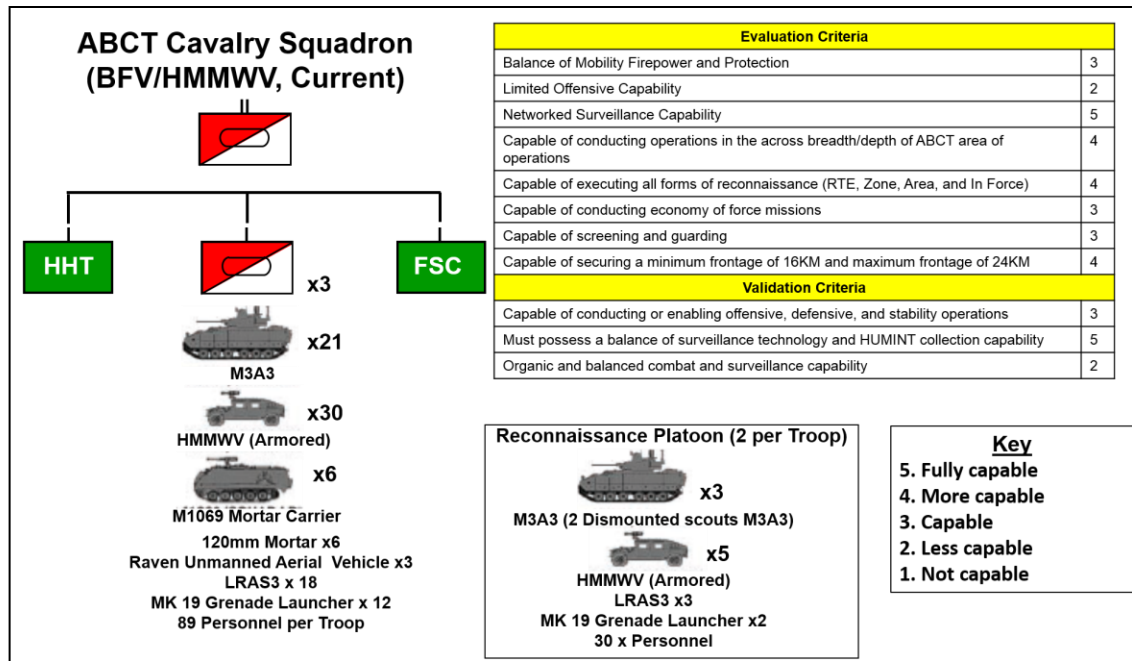 ABCT Cavalry Squadron
(BFV/HMMWV, Current)
HHT
x3
FSC
x21
M3A3
x30
HMMWV (Armored)
x6
M1069 Mortar Carrier
120mm Mortar x6
Raven Unmanned Aerial Vehicle x3
LRAS3 x 18
MK 19 Grenade Launcher x 12
89 Personnel per Troop
Evaluation Criteria
Balance of Mobility Firepower and Protection 3
Limited Offensive Capability 2
Networked Surveillance Capability 5
Capable of conducting operations in the across breadth/depth of ABCT area of 4
operations
Capable of executing all forms of reconnaissance (RTE, Zone, Area, and In Force) 4
Capable of conducting economy of force missions 3
Capable of screening and guarding 3
Capable of securing a minimum frontage of 16KM and maximum frontage of 24KM 4
Validation Criteria
Capable of conducting or enabling offensive, defensive, and stability operations 3
Must possess a balance of surveillance technology and HUMINT collection capability 5
Organic and balanced combat and surveillance capability 2
Reconnaissance Platoon (2 per Troop)
x3
M3A3 (2 Dismounted scouts M3A3)
x5
HMMWV (Armored)
LRAS3 x3
MK 19 Grenade Launcher x2
30 x Personnel
Key
5. Fully capable
4. More capable
3. Capable
2. Less capable
1. Not capable